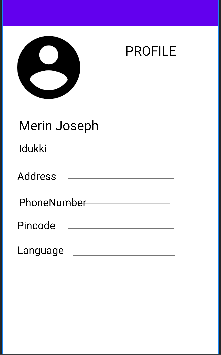 PROFILE
Merin Joseph
Idukki
Address
PhoneNumber
Pincode
Language